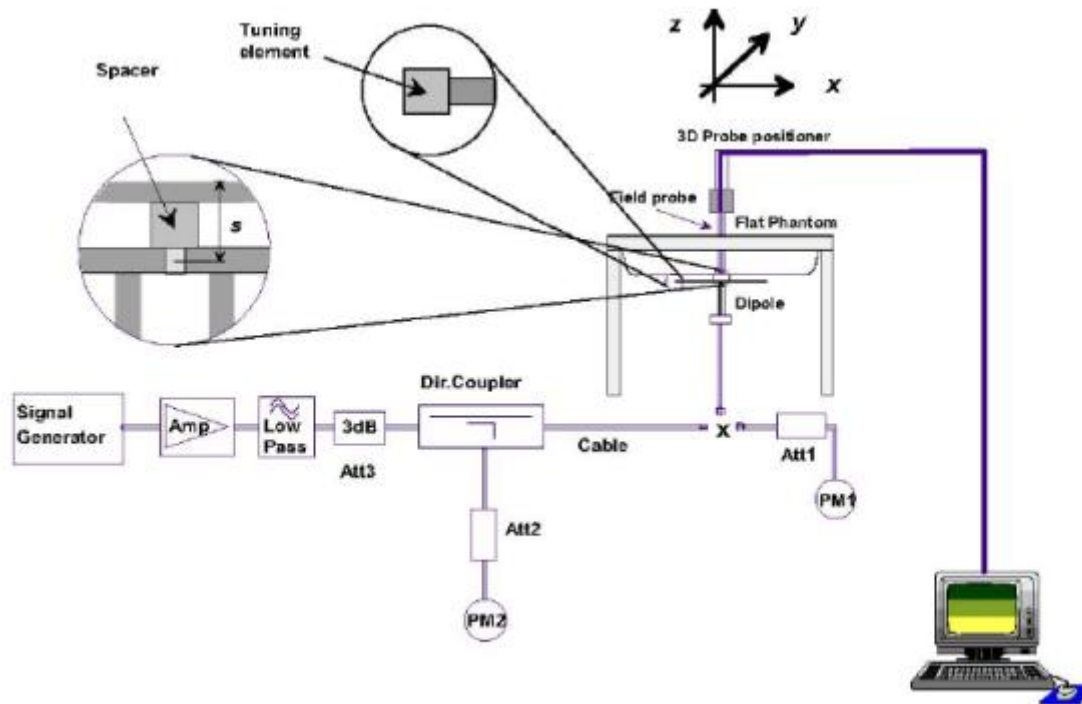 Tuning
element
Spacer
s
z
y
x
3D Probe positioner
Field probe
Flat Phantom
Dipole
Dir.Coupler
Signal
Generator
Amp
Low
Pass
3dB
Att3
Cable
x
Att1
PM1
Att2
PM2